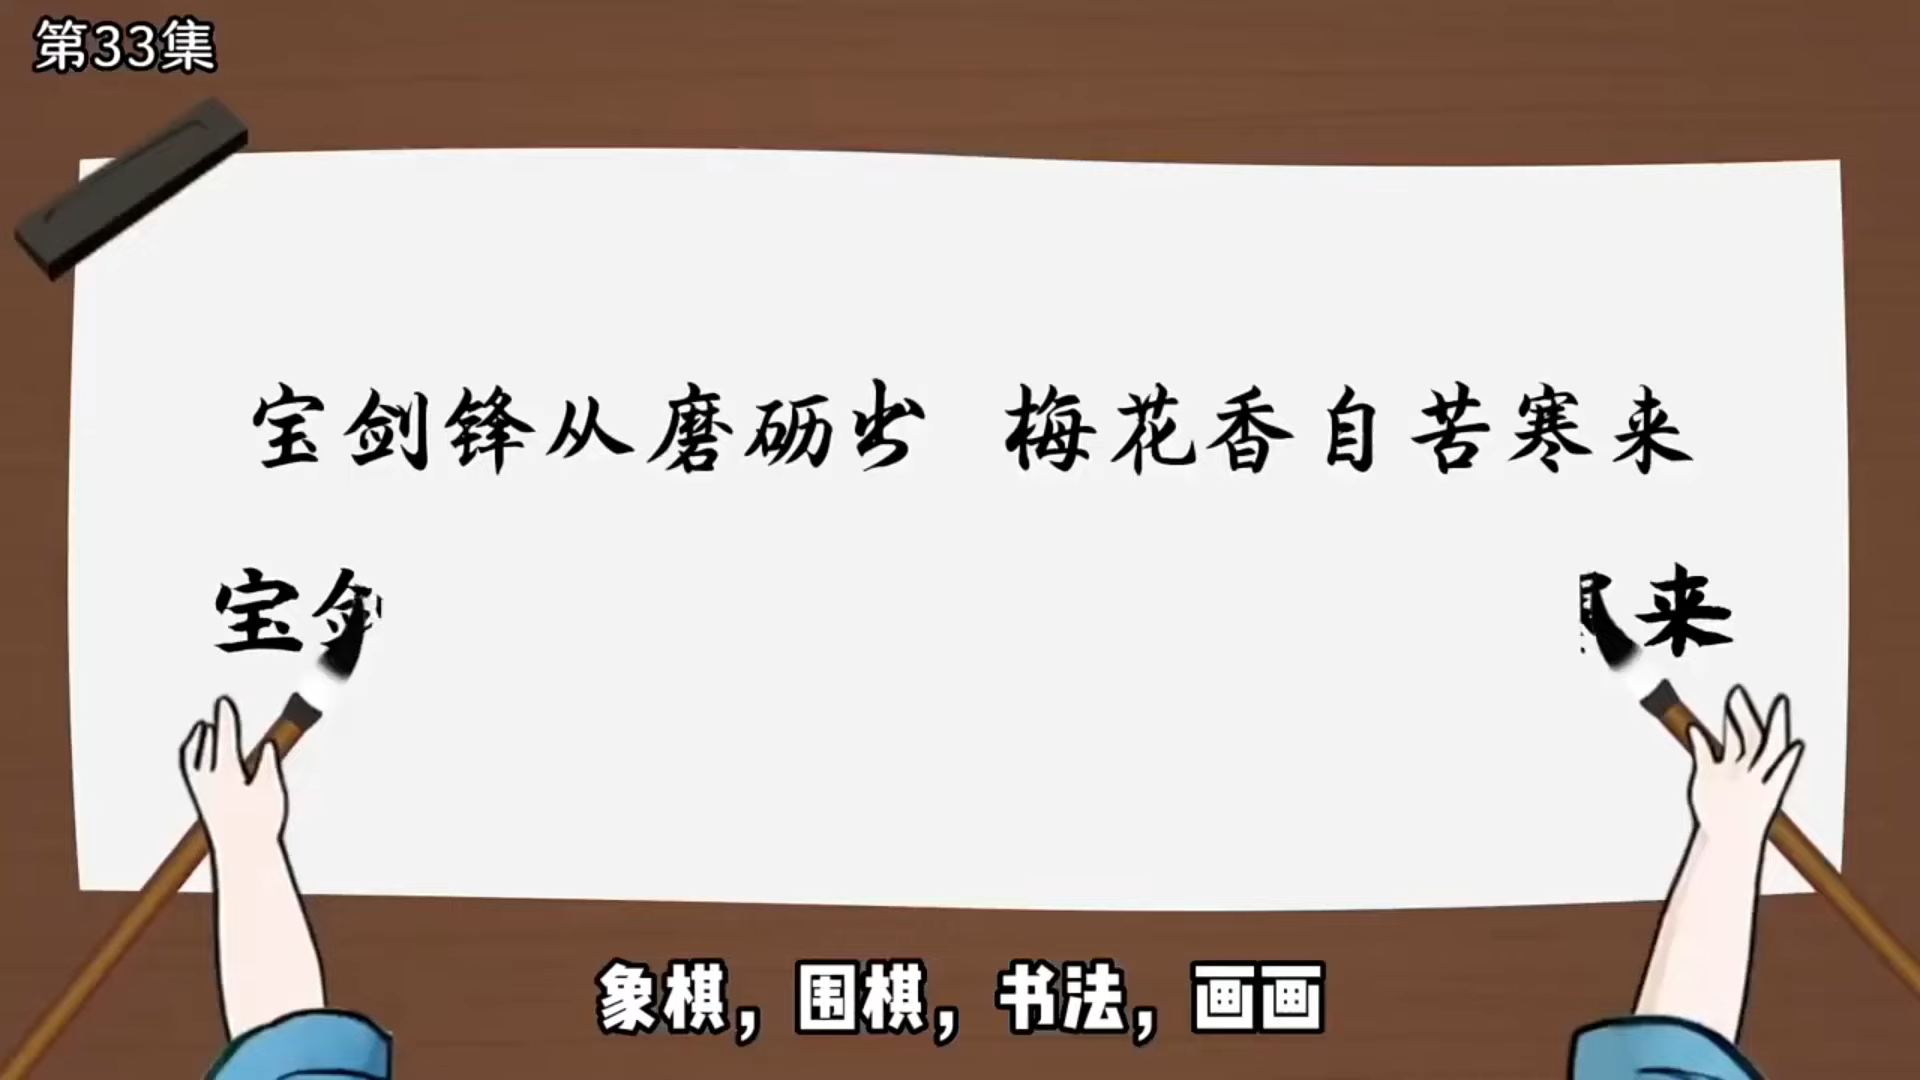 第33集
宝剑锋从磨砺出 梅花香自苦寒来
宝剑 来
象棋，围棋，书法，画画